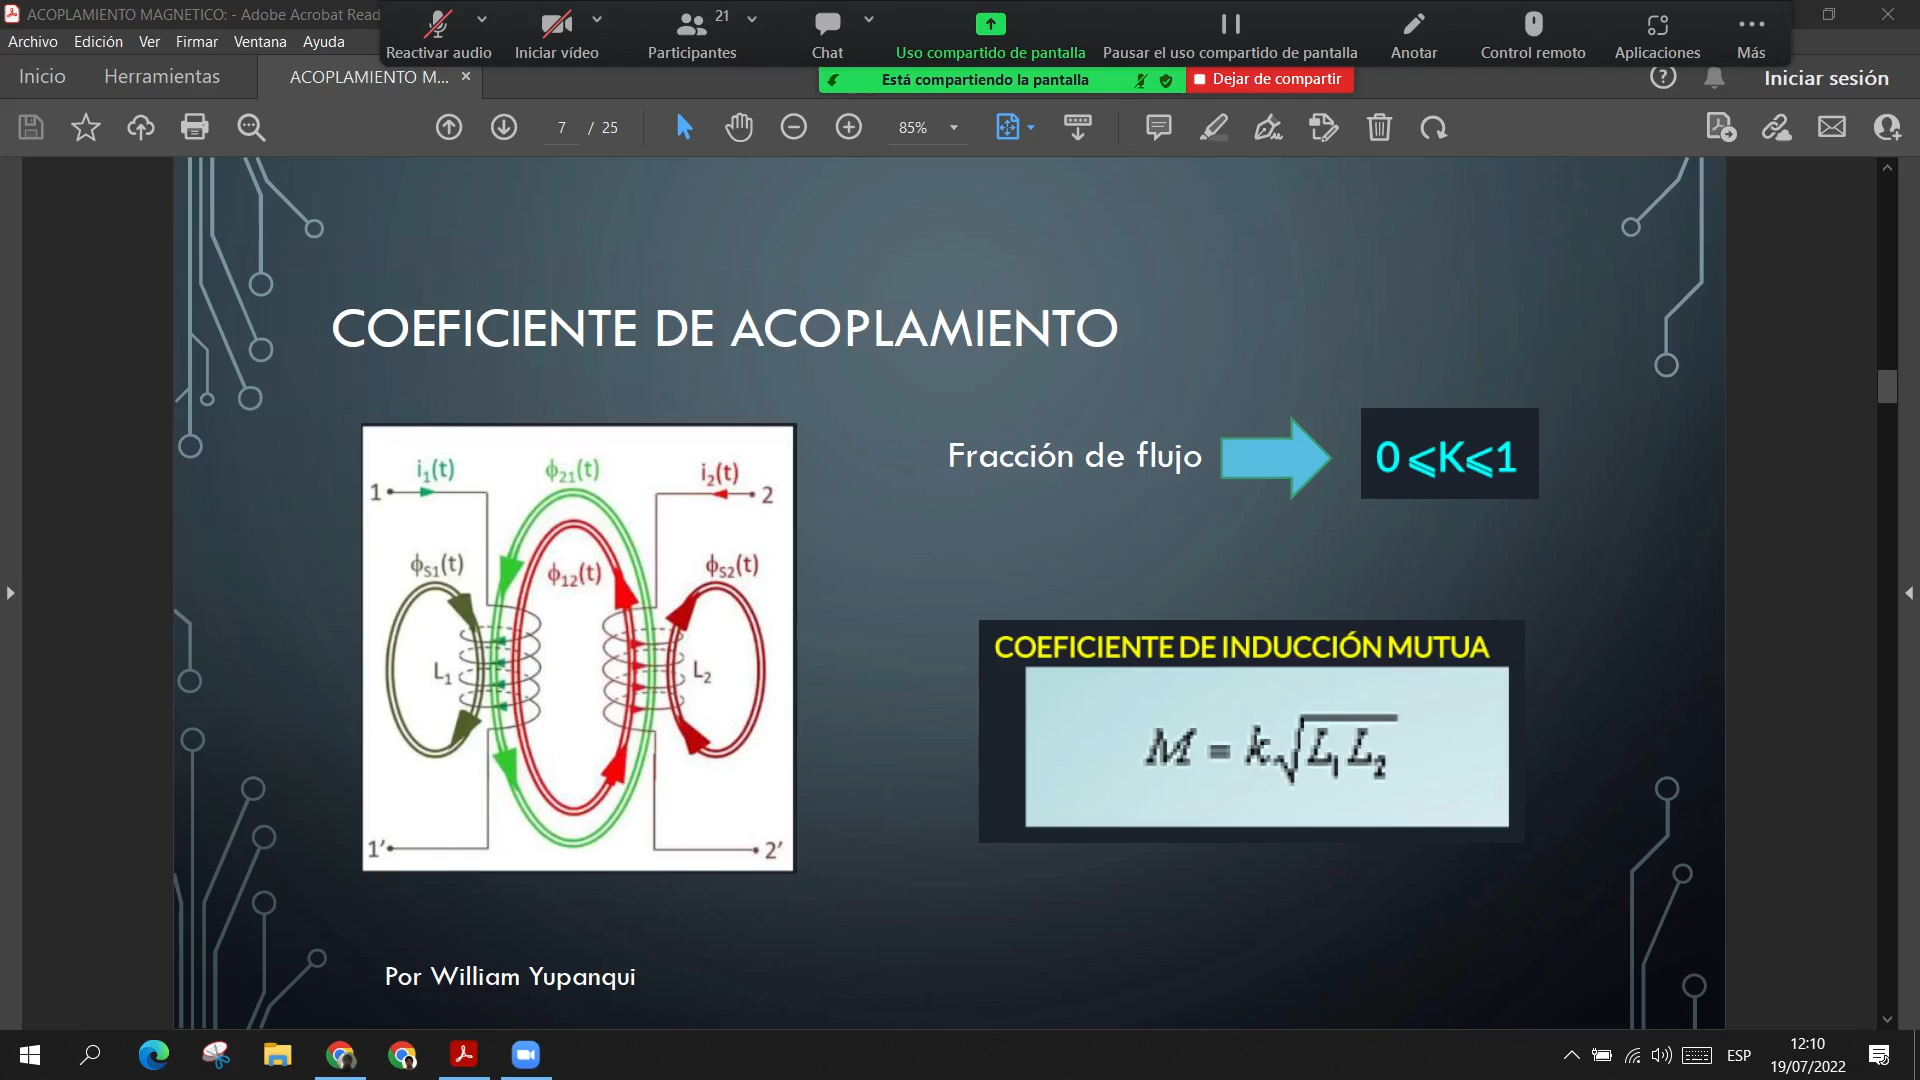 ACOPLAMIENTO MAGNETICO: - Adobe Acrobat Read
Archivo Edición Ver Firmar Ventana Ayuda
Reactivar audio Iniciar vídeo Participantes 21 Chat Uso compartido de pantalla Pausar el uso compartido de pantalla Anotar Control remoto Aplicaciones Más
Inicio Herramientas ACOPLAMIENTO M... ×
Está compartiendo la pantalla Dejar de compartir
Iniciar sesión
7 / 25 85%
COEFICIENTE DE ACOPLAMIENTO
Fracción de flujo 0⩽K⩽1
i₁(t) ϕ₂₁(t) i₂(t)
1 2
ϕS1(t) ϕ₁₂(t) ϕS2(t)
L₁ L₂
1' 2'
COEFICIENTE DE INDUCCIÓN MUTUA
M = k√L₁L₂
Por William Yupanqui
ESP
12:10
19/07/2022